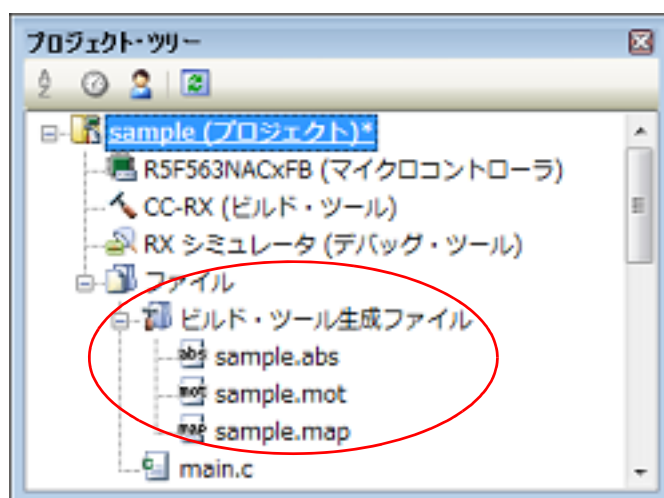 プロジェクト・ツリー
sample (プロジェクト)*
R5F563NACxFB (マイクロコントローラ)
CC-RX (ビルド・ツール)
RX シミュレータ (デバッグ・ツール)
ファイル
ビルド・ツール生成ファイル
abs sample.abs
mot sample.mot
map sample.map
main.c